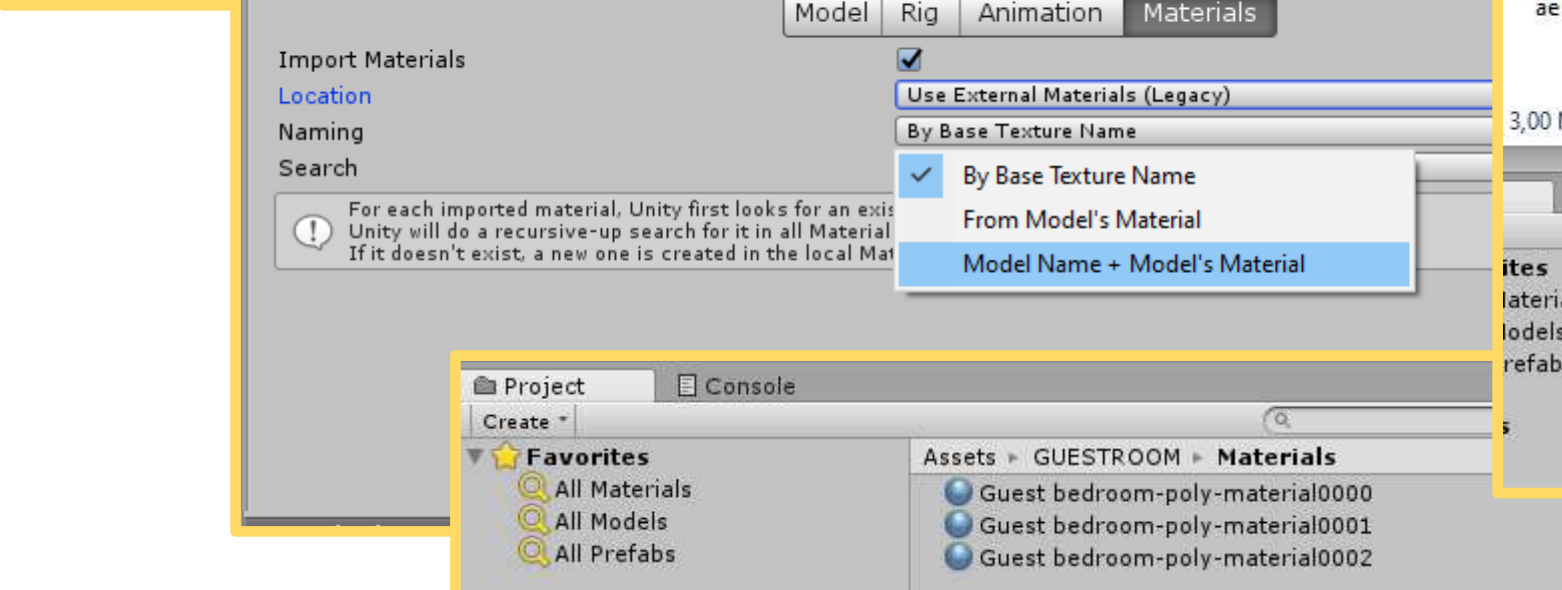 Model Rig Animation Materials
Import Materials
Location Use External Materials (Legacy)
Naming By Base Texture Name
Search
By Base Texture Name
From Model's Material
Model Name + Model's Material
For each imported material, Unity first looks for an
Unity will do a recursive-up search for it in all Material
If it doesn't exist, a new one is created in the local
3,00
Project Console
Create
Favorites
All Materials
All Models
All Prefabs
Assets GUESTROOM Materials
Guest bedroom-poly-material0000
Guest bedroom-poly-material0001
Guest bedroom-poly-material0002